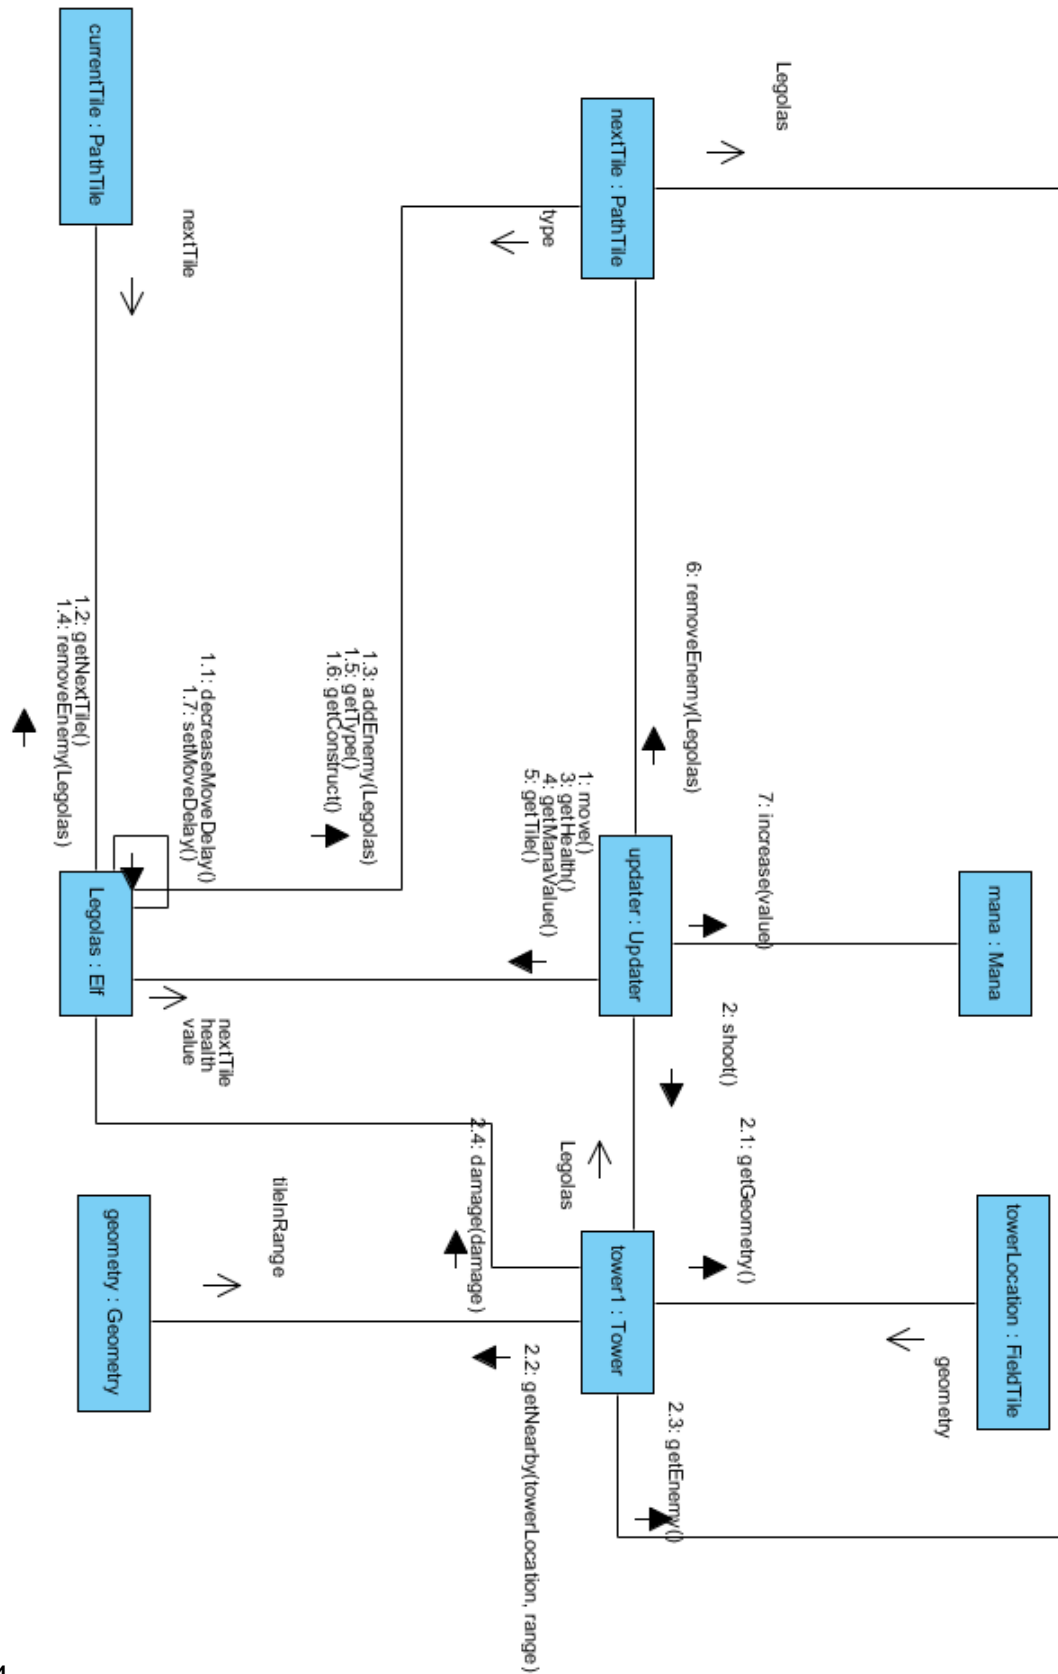 currentTile : PathTile
nextTile
1.2: getNextTile()
1.4: removeEnemy(Legolas)
1.1: decreaseMoveDelay()
1.7: setMoveDelay()
Legolas : Elf
nextTile
health
value
nextTile : PathTile
Legolas
type
1.3: addEnemy(Legolas)
1.5: getType()
1.6: getConstruct()
6: removeEnemy(Legolas)
1: move()
3: getHealth()
4: getManaValue()
5: getTile()
updater : Updater
7: increase(value)
mana : Mana
2: shoot()
Legolas
2.1: getGeometry()
2.4: damage(damage)
tileInRange
geometry : Geometry
tower1 : Tower
towerLocation : FieldTile
geometry
2.2: getNearby(towerLocation, range)
2.3: getEnemy()